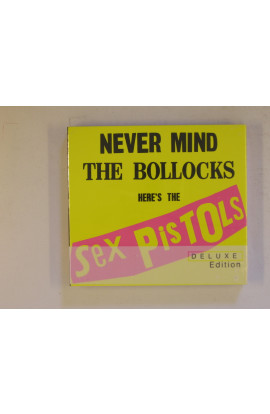 NEVER MIND
THE BOLLOCKS
HERE'S THE
Sex PiSTOLS
DELUXE
Edition